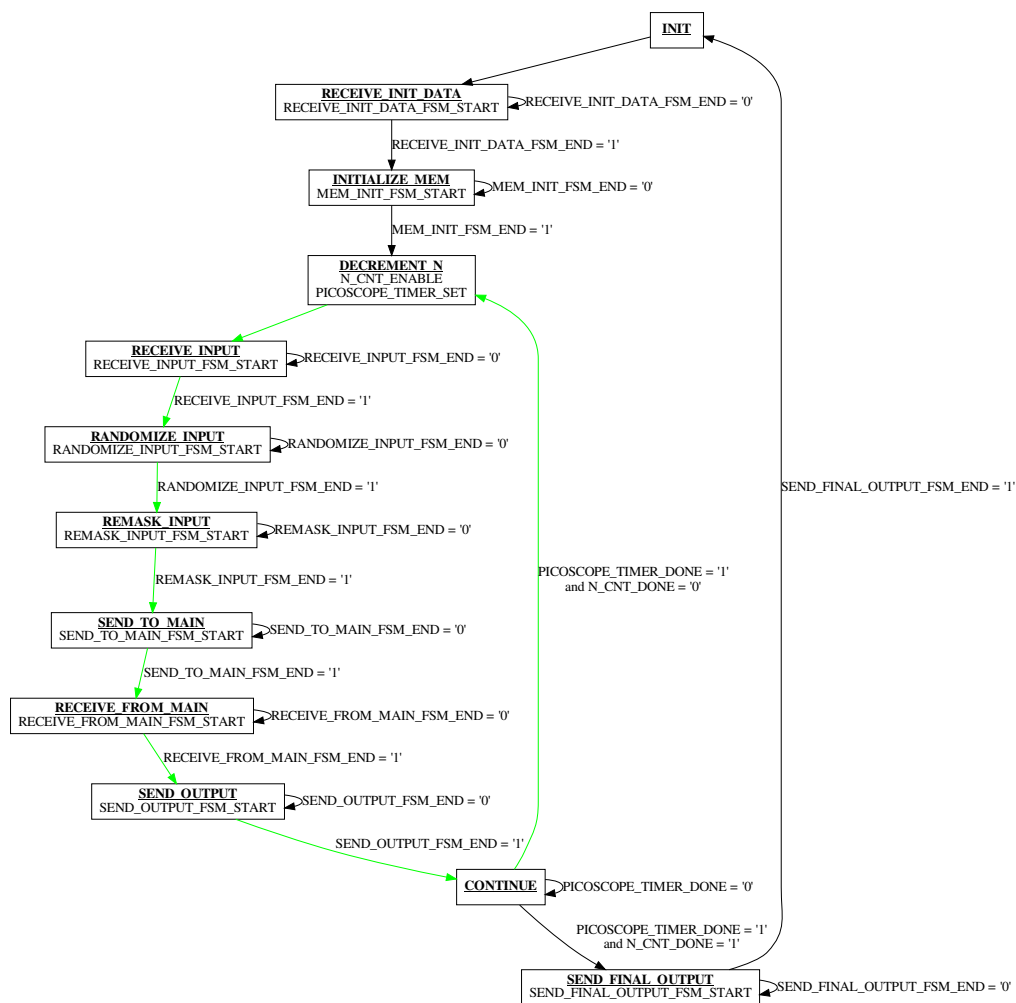 INIT
RECEIVE_INIT_DATA
RECEIVE_INIT_DATA_FSM_START
RECEIVE_INIT_DATA_FSM_END = '0'
RECEIVE_INIT_DATA_FSM_END = '1'
INITIALIZE_MEM
MEM_INIT_FSM_START
MEM_INIT_FSM_END = '0'
MEM_INIT_FSM_END = '1'
DECREMENT_N
N_CNT_ENABLE
PICOSCOPE_TIMER_SET
RECEIVE_INPUT
RECEIVE_INPUT_FSM_START
RECEIVE_INPUT_FSM_END = '0'
RECEIVE_INPUT_FSM_END = '1'
RANDOMIZE_INPUT
RANDOMIZE_INPUT_FSM_START
RANDOMIZE_INPUT_FSM_END = '0'
RANDOMIZE_INPUT_FSM_END = '1'
SEND_FINAL_OUTPUT_FSM_END = '1'
REMASK_INPUT
REMASK_INPUT_FSM_START
REMASK_INPUT_FSM_END = '0'
REMASK_INPUT_FSM_END = '1'
PICOSCOPE_TIMER_DONE = '1'
and N_CNT_DONE = '0'
SEND_TO_MAIN
SEND_TO_MAIN_FSM_START
SEND_TO_MAIN_FSM_END = '0'
SEND_TO_MAIN_FSM_END = '1'
RECEIVE_FROM_MAIN
RECEIVE_FROM_MAIN_FSM_START
RECEIVE_FROM_MAIN_FSM_END = '0'
RECEIVE_FROM_MAIN_FSM_END = '1'
SEND_OUTPUT
SEND_OUTPUT_FSM_START
SEND_OUTPUT_FSM_END = '0'
SEND_OUTPUT_FSM_END = '1'
CONTINUE
PICOSCOPE_TIMER_DONE = '0'
PICOSCOPE_TIMER_DONE = '1'
and N_CNT_DONE = '1'
SEND_FINAL_OUTPUT
SEND_FINAL_OUTPUT_FSM_START
SEND_FINAL_OUTPUT_FSM_END = '0'